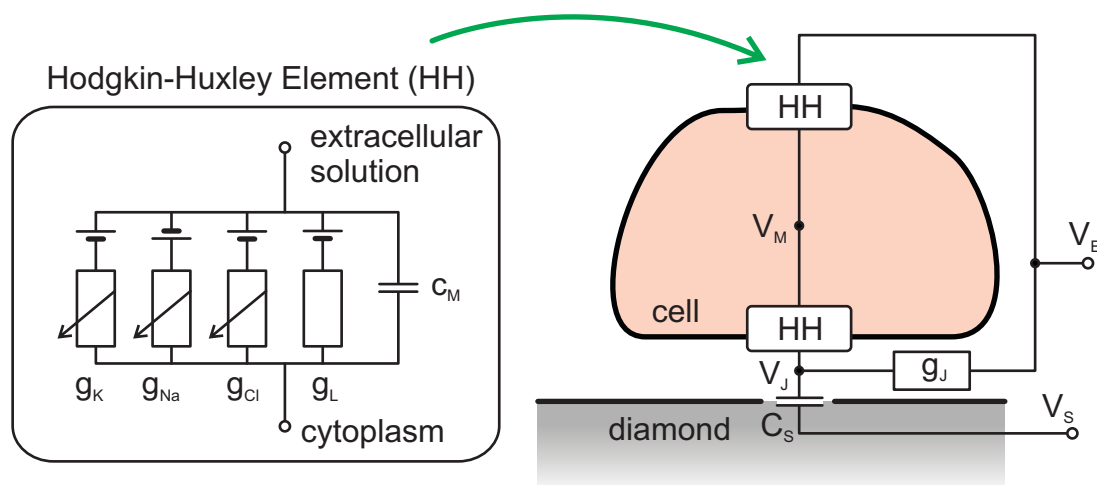 Hodgkin-Huxley Element (HH)
extracellular
solution
c_M
g_K g_Na g_Cl g_L
cytoplasm
HH
V_M
V_E
cell
HH
V_J
g_J
diamond
C_S
V_S